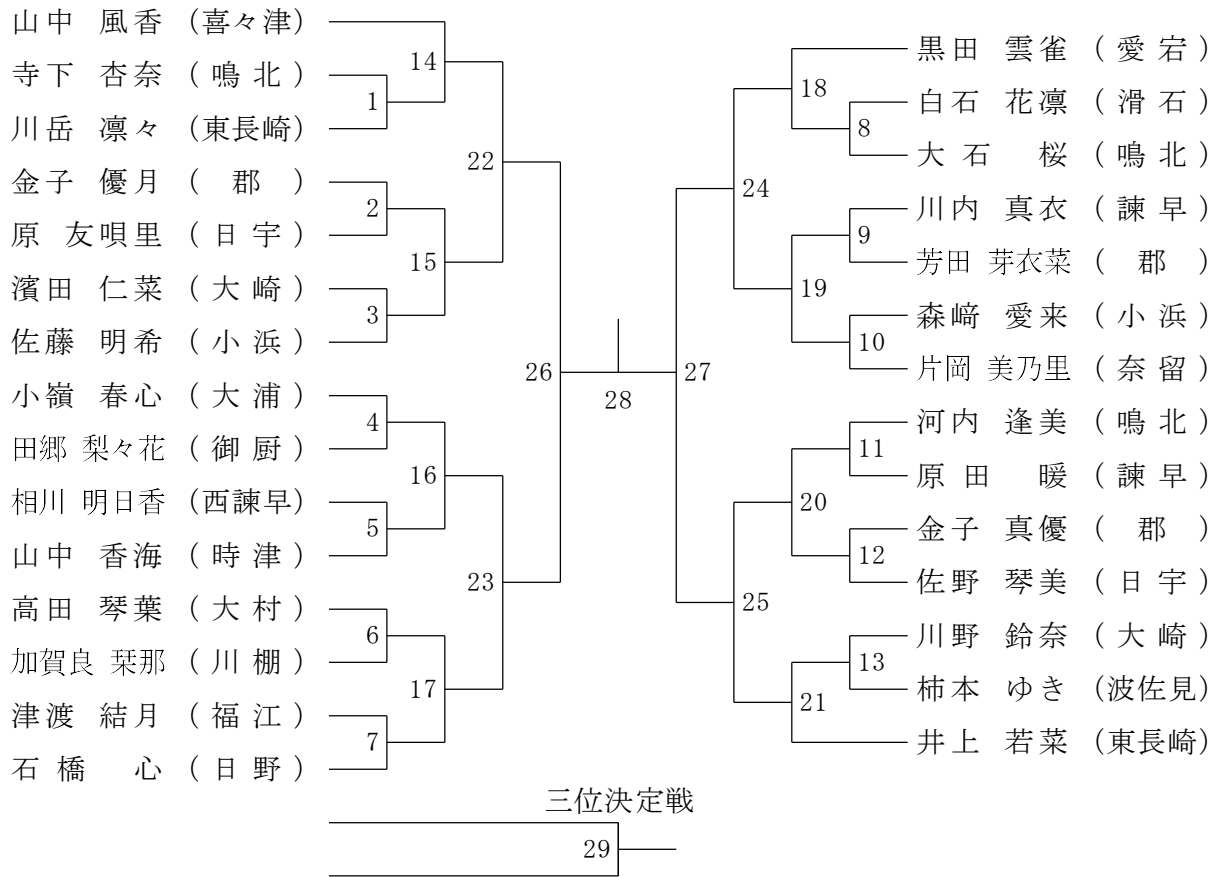 山中 風香 (喜々津)
寺下 杏奈 (鳴北)
川岳 凛々 (東長崎)
金子 優月 (郡)
原 友唄里 (日宇)
濱田 仁菜 (大崎)
佐藤 明希 (小浜)
小嶺 春心 (大浦)
田郷 梨々花 (御厨)
相川 明日香 (西諫早)
山中 香海 (時津)
高田 琴葉 (大村)
加賀良 栞那 (川棚)
津渡 結月 (福江)
石橋 心 (日野)
1
2
3
4
5
6
7
14
15
16
17
22
23
26
28
27
24
25
18
19
20
21
8
9
10
11
12
13
黒田 雲雀 (愛宕)
白石 花凛 (滑石)
大石 桜 (鳴北)
川内 真衣 (諫早)
芳田 芽衣菜 (郡)
森﨑 愛来 (小浜)
片岡 美乃里 (奈留)
河内 逢美 (鳴北)
原田 暖 (諫早)
金子 真優 (郡)
佐野 琴美 (日宇)
川野 鈴奈 (大崎)
柿本 ゆき (波佐見)
井上 若菜 (東長崎)
三位決定戦
29